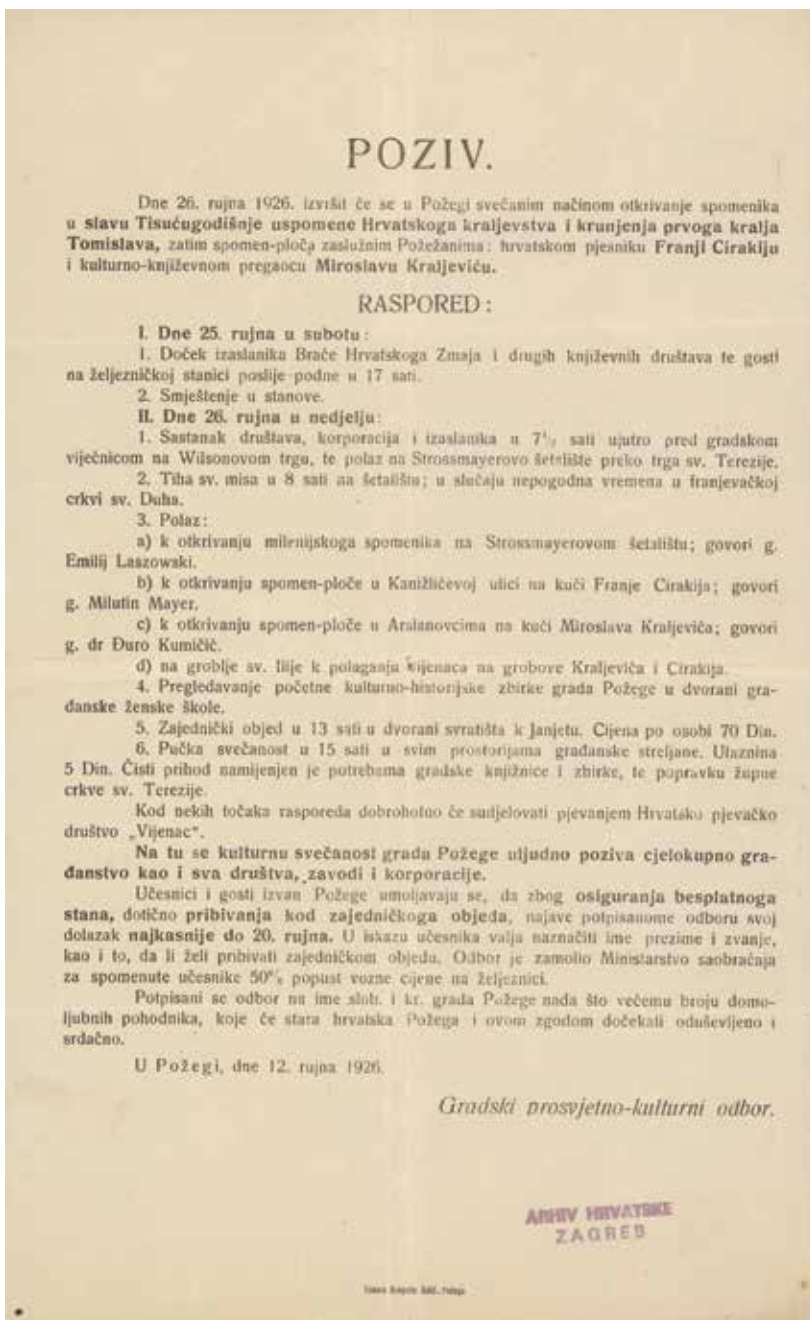 POZIV.
Dne 26. rujna 1926. izvršit će se u Požegi svečanim načinom otkrivanje spomenika
u slavu Tisućugodišnje uspomene Hrvatskoga kraljevstva i krunjenja prvoga kralja
Tomislava, zatim spomen-ploča zaslužnim Požežanima: hrvatskom pjesniku Franji Cirakiju
i kulturno-književnom pregaocu Miroslavu Kraljeviću.
RASPORED:
I. Dne 25. rujna u subotu:
1. Doček izaslanika Braće Hrvatskoga Zmaja i drugih književnih društava te gosti
na željezničkoj stanici poslije podne u 17 sati.
2. Smještenje u stanove.
II. Dne 26. rujna u nedjelju:
1. Sastanak društava, korporacija i izaslanika u 7½ sati ujutro pred gradskom
viječnicom na Wilsonovom trgu, te polaz na Strossmayerovo šetalište preko trga sv. Terezije.
2. Tiha sv. misa u 8 sati na šetalištu; u slučaju nepogodna vremena u franjevačkoj
crkvi sv. Duha.
3. Polaz:
a) k otkrivanju milenijskoga spomenika na Strossmayerovom šetalištu; govori g.
Emilij Laszowski.
b) k otkrivanju spomen-ploče u Kanižlićevoj ulici na kući Franje Cirakija; govori
g. Milutin Mayer.
c) k otkrivanju spomen-ploče u Arslanovcima na kući Miroslava Kraljevića; govori
g. dr Đuro Kumičić.
d) na groblje sv. Ilije k polaganju vijenaca na grobove Kraljevića i Cirakija.
4. Pregledavanje početne kulturno-historijske zbirke grada Požege u dvorani gra-
đanske ženske škole.
5. Zajednički objed u 13 sati u dvorani svratišta k Janjetu. Cijena po osobi 70 Din.
6. Pučka svečanost u 15 sati u svim prostorijama građanske streljane. Ulaznina
5 Din. Čisti prihod namijenjen je potrebama gradske knjižnice i zbirke, te popravku župne
crkve sv. Terezije.
Kod nekih točaka rasporeda dobrohotno će sudjelovati pjevanjem Hrvatsko pjevačko
društvo „Vijenac".
Na tu se kulturnu svečanost grada Požege uljudno poziva cjelokupno gra-
đanstvo kao i sva društva, zavodi i korporacije.
Učesnici i gosti izvan Požege umoljavaju se, da zbog osiguranja besplatnoga
stana, dotično pribivanja kod zajedničkoga objeda, najave potpisanome odboru svoj
dolazak najkasnije do 20. rujna. U iskazu učesnika valja naznačiti ime prezime i zvanje,
kao i to, da li želi pribivati zajedničkom objedu. Odbor je zamolio Ministarstvo saobraćaja
za spomenute učesnike 50% popust vozne cijene na željeznici.
Potpisani se odbor na ime slob. i kr. grada Požege nada što većemu broju domo-
ljubnih pohodnika, koje će stara hrvatska Požega i ovom zgodom dočekati oduševljeno i
srdačno.
U Požegi, dne 12. rujna 1926.
Gradski prosvjetno-kulturni odbor.
ARHIV HRVATSKE
ZAGREB